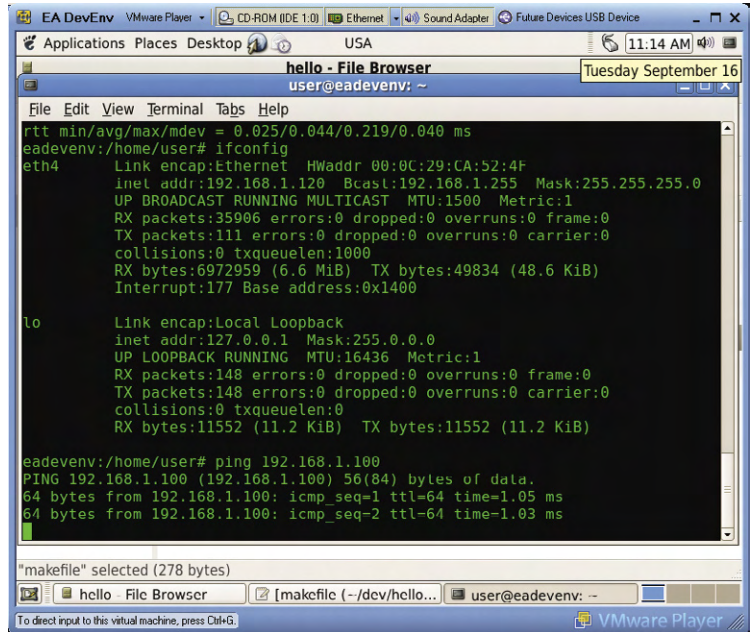 EA DevEnv VMware Player CD-ROM (IDE 1:0) Ethernet Sound Adapter Future Devices USB Device
Applications Places Desktop USA 11:14 AM
hello - File Browser
Tuesday September 16
user@eadevenv: ~
File Edit View Terminal Tabs Help
rtt min/avg/max/mdev = 0.025/0.044/0.219/0.040 ms
eadevenv:/home/user# ifconfig
eth4 Link encap:Ethernet HWaddr 00:0C:29:CA:52:4F
inet addr:192.168.1.120 Bcast:192.168.1.255 Mask:255.255.255.0
UP BROADCAST RUNNING MULTICAST MTU:1500 Metric:1
RX packets:35906 errors:0 dropped:0 overruns:0 frame:0
TX packets:111 errors:0 dropped:0 overruns:0 carrier:0
collisions:0 txqueuelen:1000
RX bytes:6972959 (6.6 MiB) TX bytes:49834 (48.6 KiB)
Interrupt:177 Base address:0x1400
lo Link encap:Local Loopback
inet addr:127.0.0.1 Mask:255.0.0.0
UP LOOPBACK RUNNING MTU:16436 Metric:1
RX packets:148 errors:0 dropped:0 overruns:0 frame:0
TX packets:148 errors:0 dropped:0 overruns:0 carrier:0
collisions:0 txqueuelen:0
RX bytes:11552 (11.2 KiB) TX bytes:11552 (11.2 KiB)
eadevenv:/home/user# ping 192.168.1.100
PING 192.168.1.100 (192.168.1.100) 56(84) bytes of data.
64 bytes from 192.168.1.100: icmp_seq=1 ttl=64 time=1.05 ms
64 bytes from 192.168.1.100: icmp_seq=2 ttl=64 time=1.03 ms
"makefile" selected (278 bytes)
hello - File Browser [makefile (~/dev/hello... user@eadevenv: ~
To direct input to this virtual machine, press Ctrl+G. VMware Player